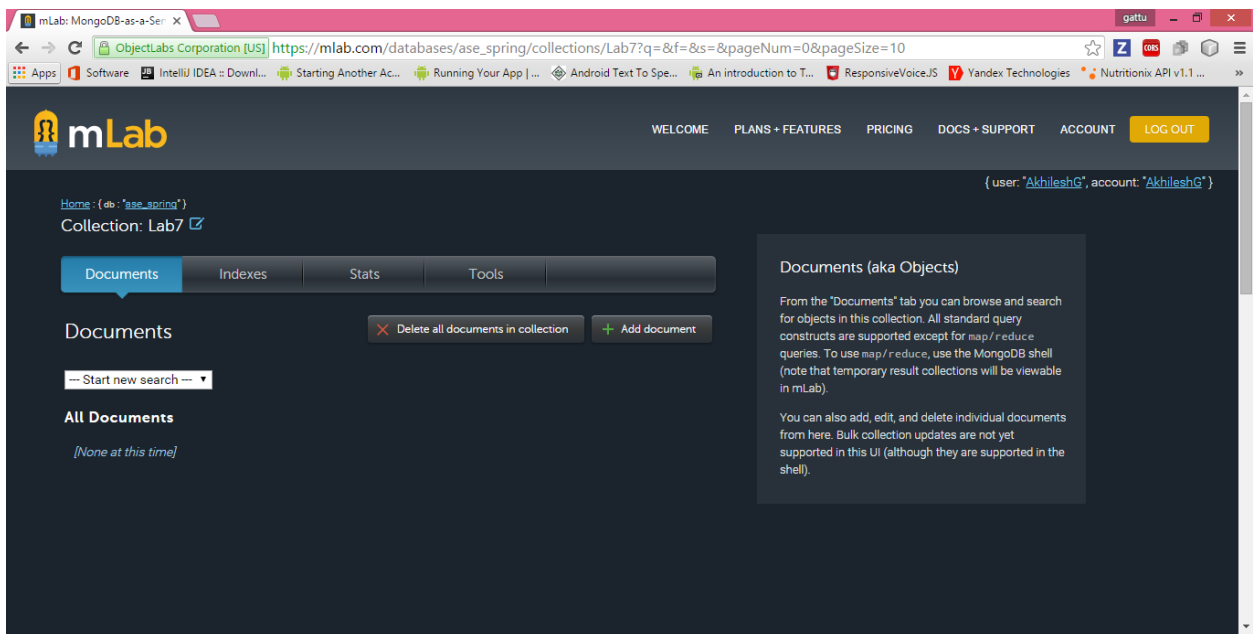 mLab: MongoDB-as-a-Ser
gattu
ObjectLabs Corporation [US] https://mlab.com/databases/ase_spring/collections/Lab7?q=&f=&s=&pageNum=0&pageSize=10
Z CORS
Apps Software IntelliJ IDEA :: Downl... Starting Another Ac... Running Your App | ... Android Text To Spe... An introduction to T... ResponsiveVoice.JS Yandex Technologies Nutritionix API v1.1 ... »
mLab
WELCOME PLANS + FEATURES PRICING DOCS + SUPPORT ACCOUNT LOG OUT
{ user: "AkhileshG", account: "AkhileshG" }
Home : { db : "ase_spring" }
Collection: Lab7
Documents Indexes Stats Tools
Documents
Delete all documents in collection
Add document
--- Start new search ---
All Documents
[None at this time]
Documents (aka Objects)
From the "Documents" tab you can browse and search
for objects in this collection. All standard query
constructs are supported except for map/reduce
queries. To use map/reduce, use the MongoDB shell
(note that temporary result collections will be viewable
in mLab).
You can also add, edit, and delete individual documents
from here. Bulk collection updates are not yet
supported in this UI (although they are supported in the
shell).